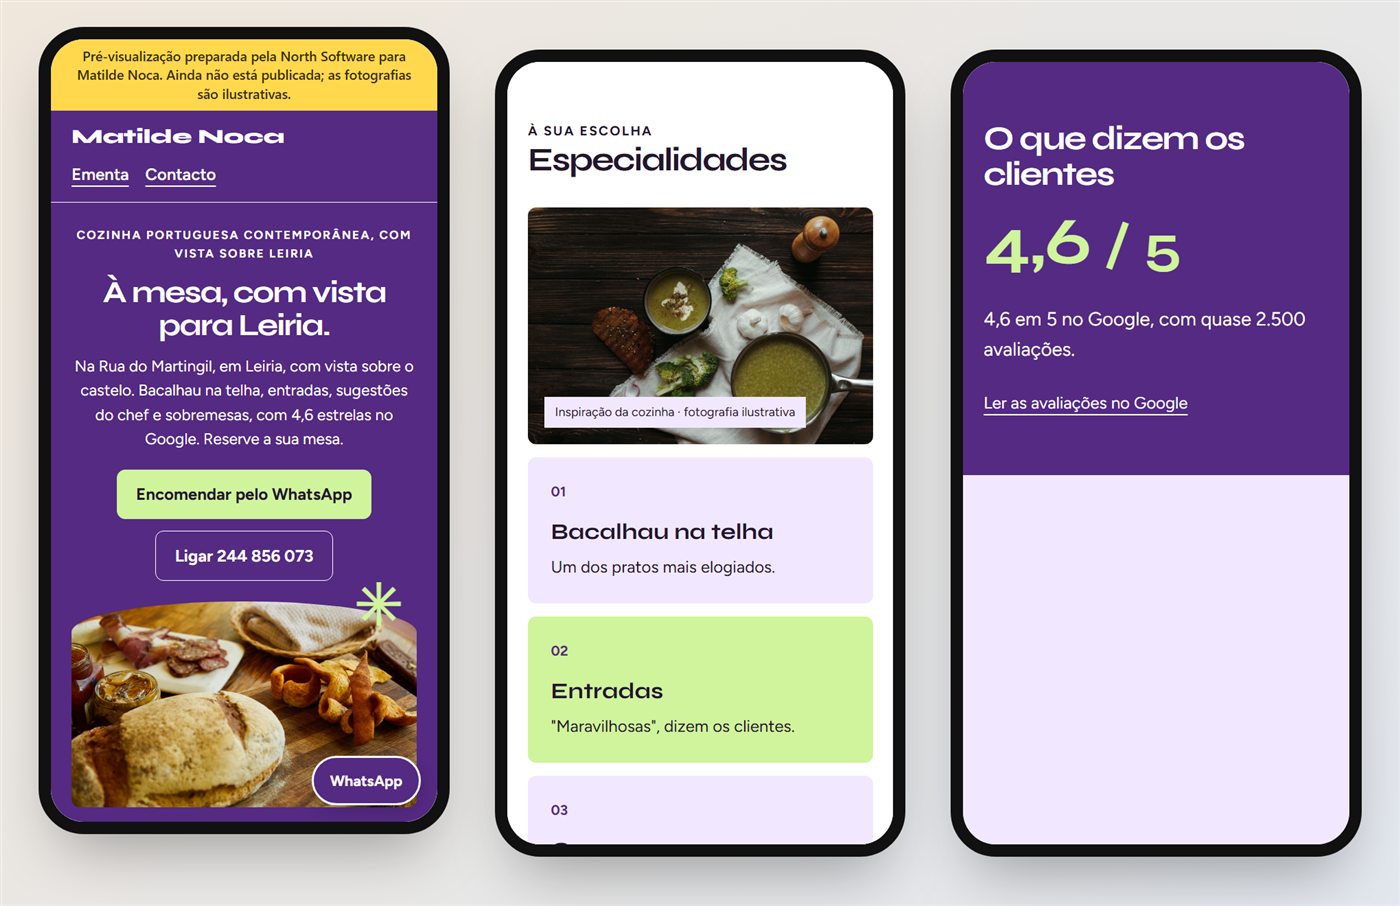 Pré-visualização preparada pela North Software para
Matilde Noca. Ainda não está publicada; as fotografias
são ilustrativas.
Matilde Noca
Ementa Contacto
COZINHA PORTUGUESA CONTEMPORÂNEA, COM
VISTA SOBRE LEIRIA
À mesa, com vista
para Leiria.
Na Rua do Martingil, em Leiria, com vista sobre o
castelo. Bacalhau na telha, entradas, sugestões
do chef e sobremesas, com 4,6 estrelas no
Google. Reserve a sua mesa.
Encomendar pelo WhatsApp
Ligar 244 856 073
WhatsApp
À SUA ESCOLHA
Especialidades
Inspiração da cozinha · fotografia ilustrativa
01
Bacalhau na telha
Um dos pratos mais elogiados.
02
Entradas
"Maravilhosas", dizem os clientes.
03
O que dizem os
clientes
4,6 / 5
4,6 em 5 no Google, com quase 2.500
avaliações.
Ler as avaliações no Google